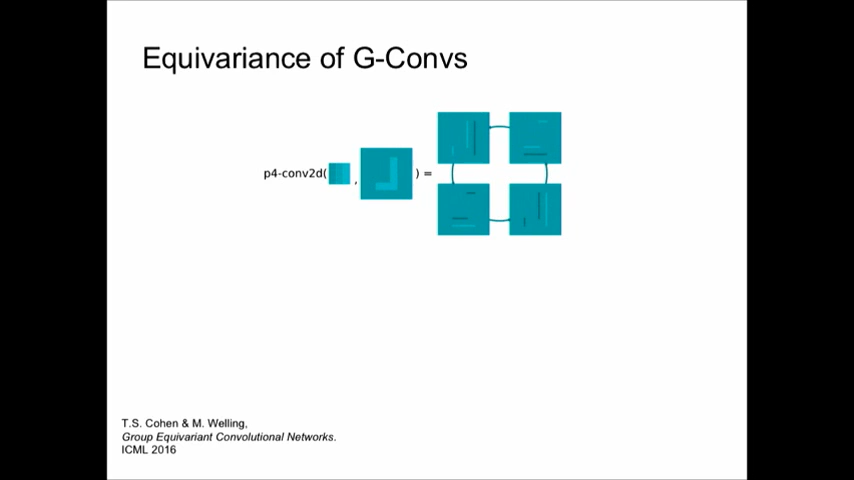 Equivariance of G-Convs
p4-conv2d( , ) =
T.S. Cohen & M. Welling,
Group Equivariant Convolutional Networks.
ICML 2016